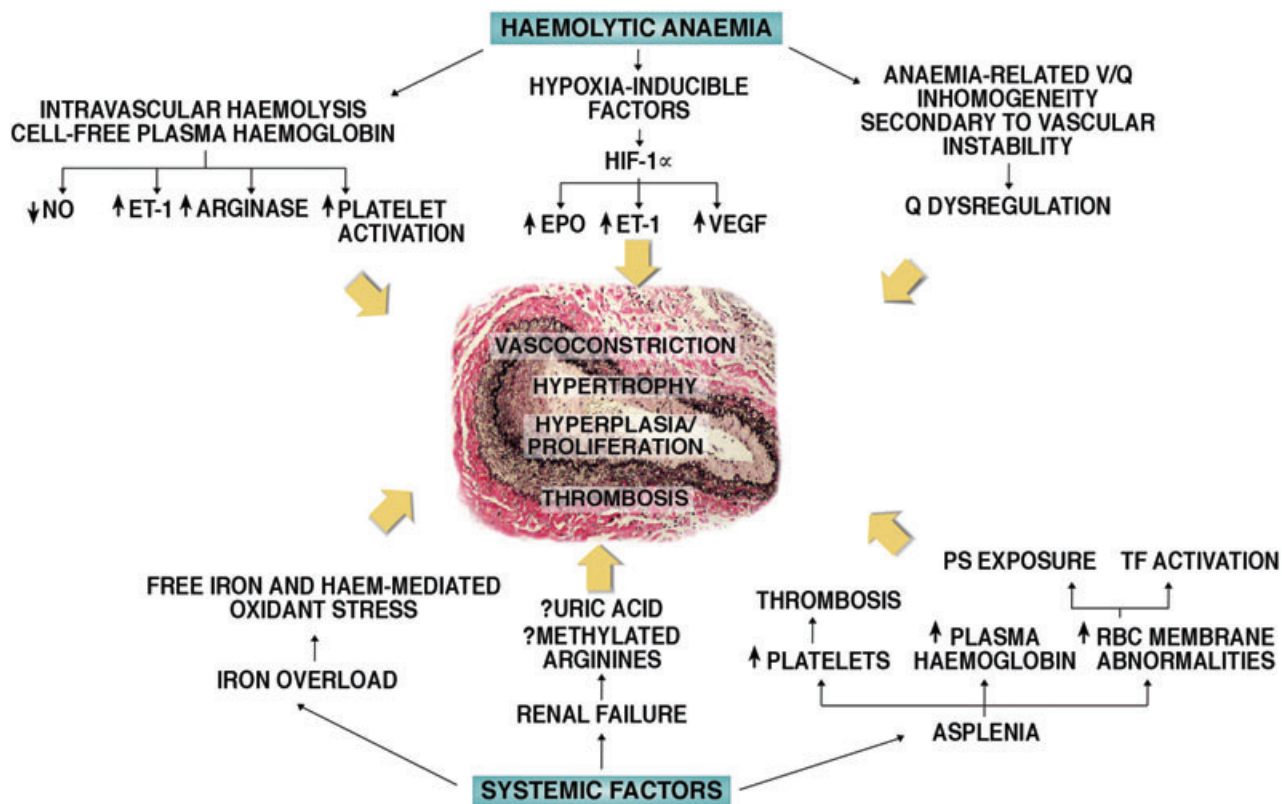 HAEMOLYTIC ANAEMIA
INTRAVASCULAR HAEMOLYSIS
CELL-FREE PLASMA HAEMOGLOBIN
↓NO
↑ET-1
↑ARGINASE
↑PLATELET
ACTIVATION
HYPOXIA-INDUCIBLE
FACTORS
HIF-1∝
↑EPO
↑ET-1
↑VEGF
ANAEMIA-RELATED V/Q
INHOMOGENEITY
SECONDARY TO VASCULAR
INSTABILITY
Q DYSREGULATION
VASCOCONSTRICTION
HYPERTROPHY
HYPERPLASIA/
PROLIFERATION
THROMBOSIS
FREE IRON AND HAEM-MEDIATED
OXIDANT STRESS
IRON OVERLOAD
?URIC ACID
?METHYLATED
ARGININES
RENAL FAILURE
THROMBOSIS
↑PLATELETS
↑PLASMA
HAEMOGLOBIN
PS EXPOSURE
TF ACTIVATION
↑RBC MEMBRANE
ABNORMALITIES
ASPLENIA
SYSTEMIC FACTORS